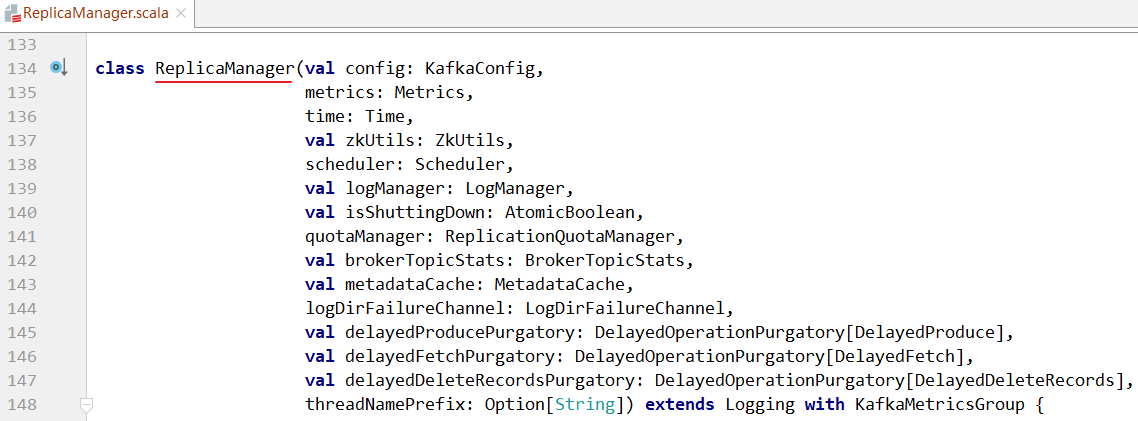 ReplicaManager.scala
133
134 class ReplicaManager(val config: KafkaConfig,
135 metrics: Metrics,
136 time: Time,
137 val zkUtils: ZkUtils,
138 scheduler: Scheduler,
139 val logManager: LogManager,
140 val isShuttingDown: AtomicBoolean,
141 quotaManager: ReplicationQuotaManager,
142 val brokerTopicStats: BrokerTopicStats,
143 val metadataCache: MetadataCache,
144 logDirFailureChannel: LogDirFailureChannel,
145 val delayedProducePurgatory: DelayedOperationPurgatory[DelayedProduce],
146 val delayedFetchPurgatory: DelayedOperationPurgatory[DelayedFetch],
147 val delayedDeleteRecordsPurgatory: DelayedOperationPurgatory[DelayedDeleteRecords],
148 threadNamePrefix: Option[String]) extends Logging with KafkaMetricsGroup {